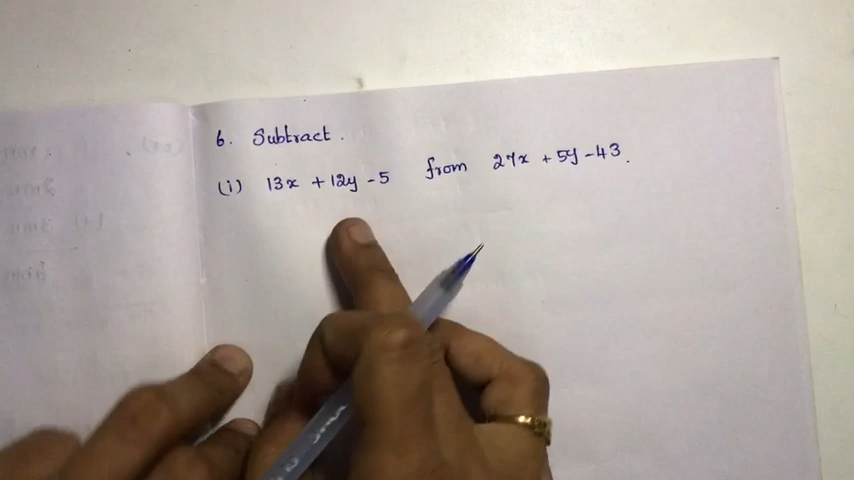 6. Subtract.
(i) 13x + 12y - 5 from 27x + 5y - 43.